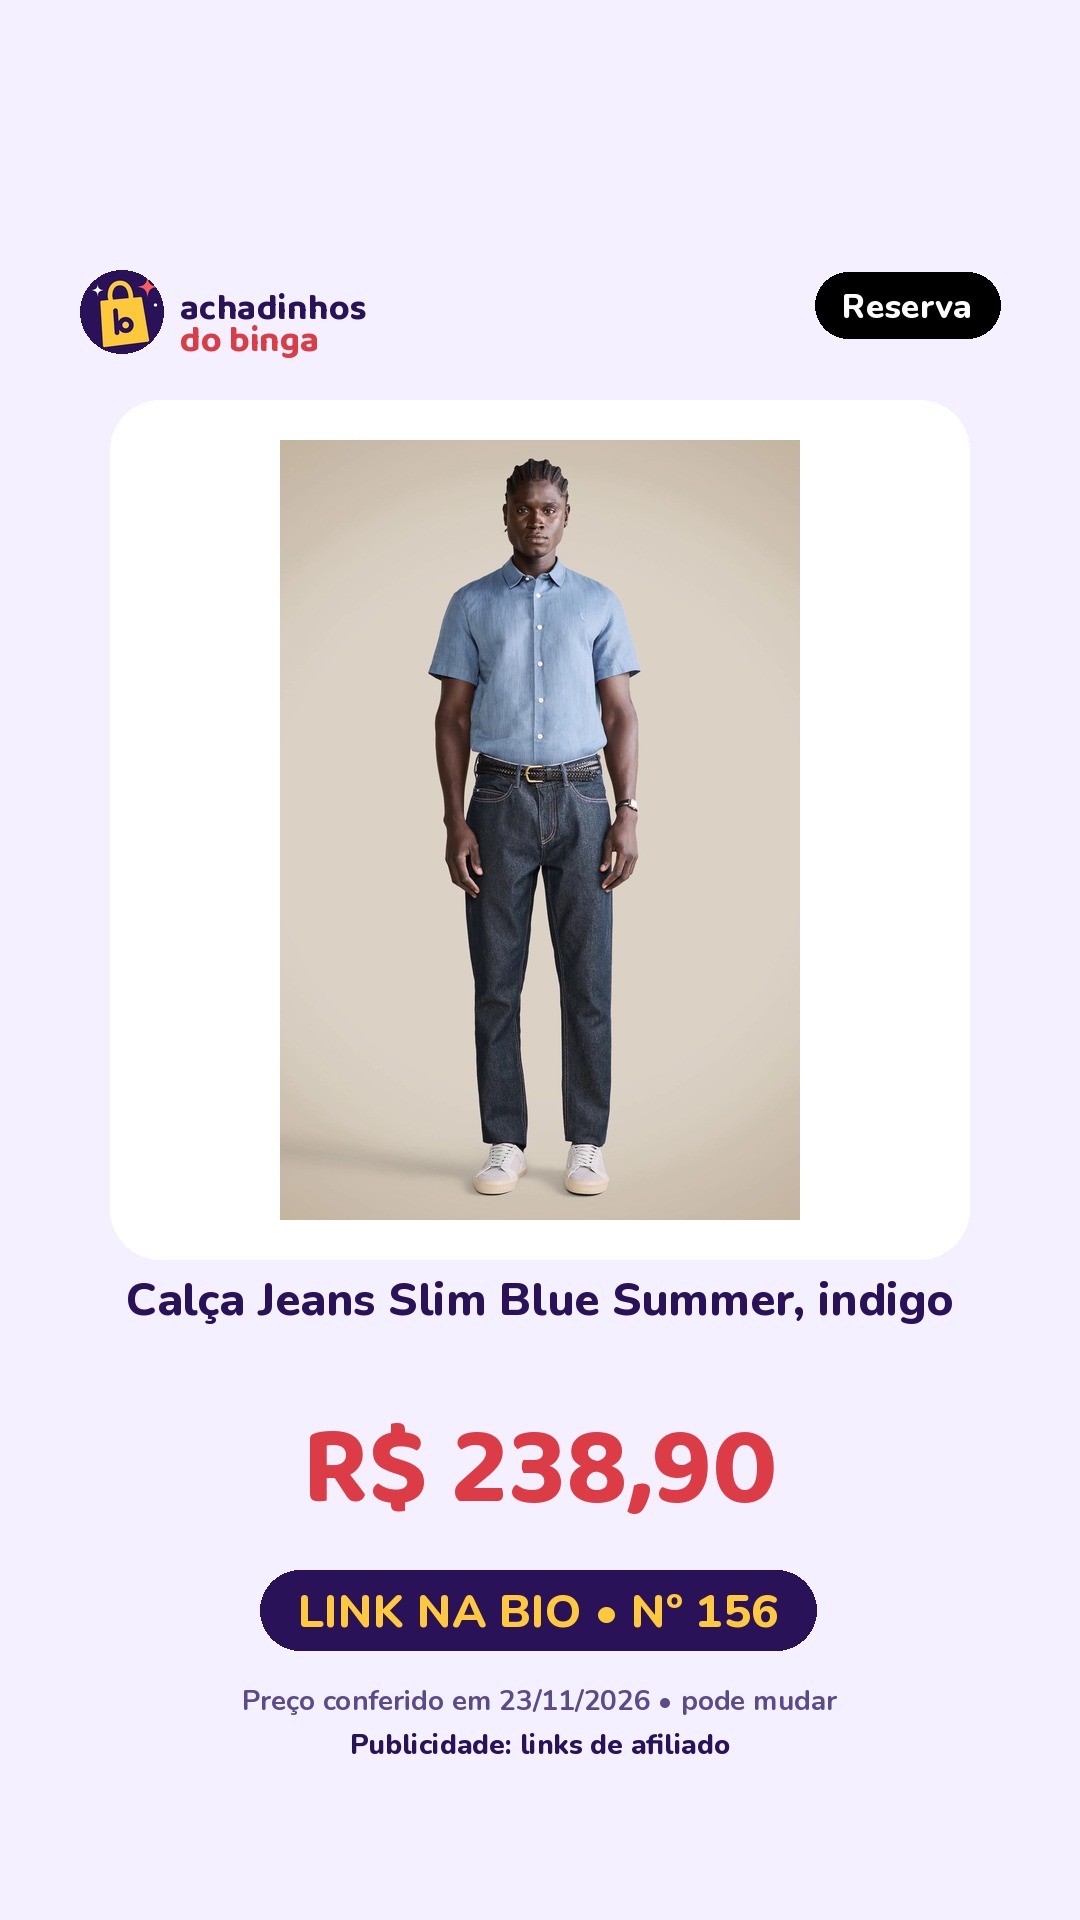 b
achadinhos
do binga
Reserva
Calça Jeans Slim Blue Summer, indigo
R$ 238,90
LINK NA BIO • Nº 156
Preço conferido em 23/11/2026 • pode mudar
Publicidade: links de afiliado